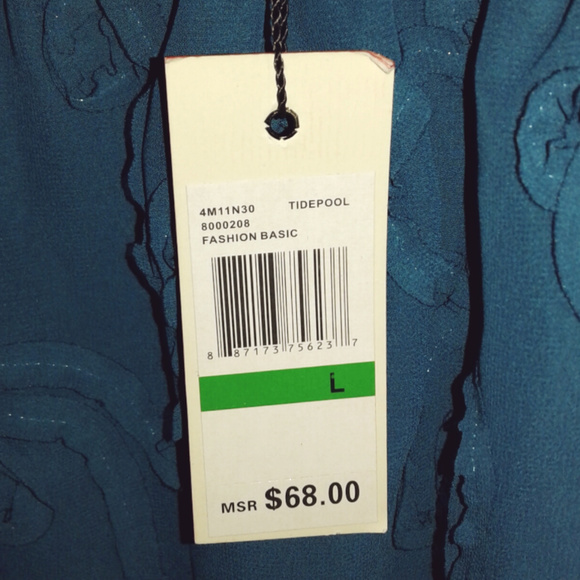 4M11N30 TIDEPOOL
8000208
FASHION BASIC
8 87173 75623 7
L
MSR $68.00